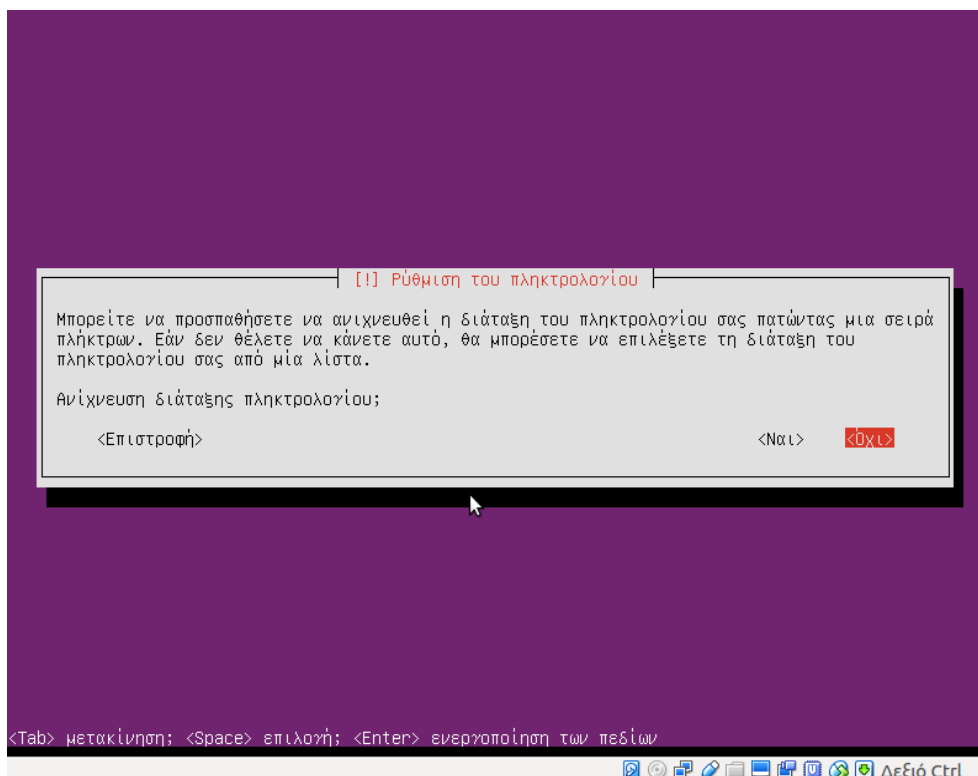 [!] Ρύθμιση του πληκτρολογίου
Μπορείτε να προσπαθήσετε να ανιχνευθεί η διάταξη του πληκτρολογίου σας πατώντας μια σειρά
πλήκτρων. Εάν δεν θέλετε να κάνετε αυτό, θα μπορέσετε να επιλέξετε τη διάταξη του
πληκτρολογίου σας από μία λίστα.
Ανίχνευση διάταξης πληκτρολογίου;
<Επιστροφή> <Ναι> <Όχι>
<Tab> μετακίνηση; <Space> επιλογή; <Enter> ενεργοποίηση των πεδίων
Δεξιό Ctrl